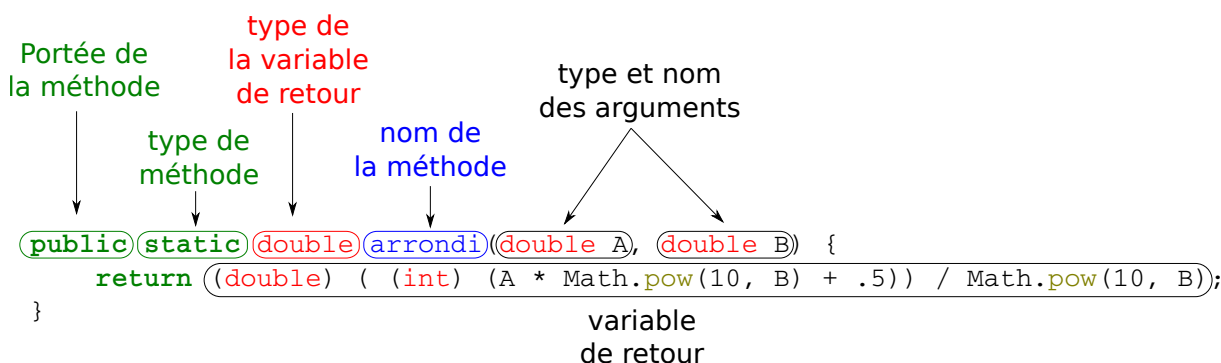 Portée de
la méthode
type de
la variable
de retour
type et nom
des arguments
type de
méthode
nom de
la méthode
public static double arrondi(double A, double B) {
return (double) ( (int) (A * Math.pow(10, B) + .5)) / Math.pow(10, B);
}
variable
de retour